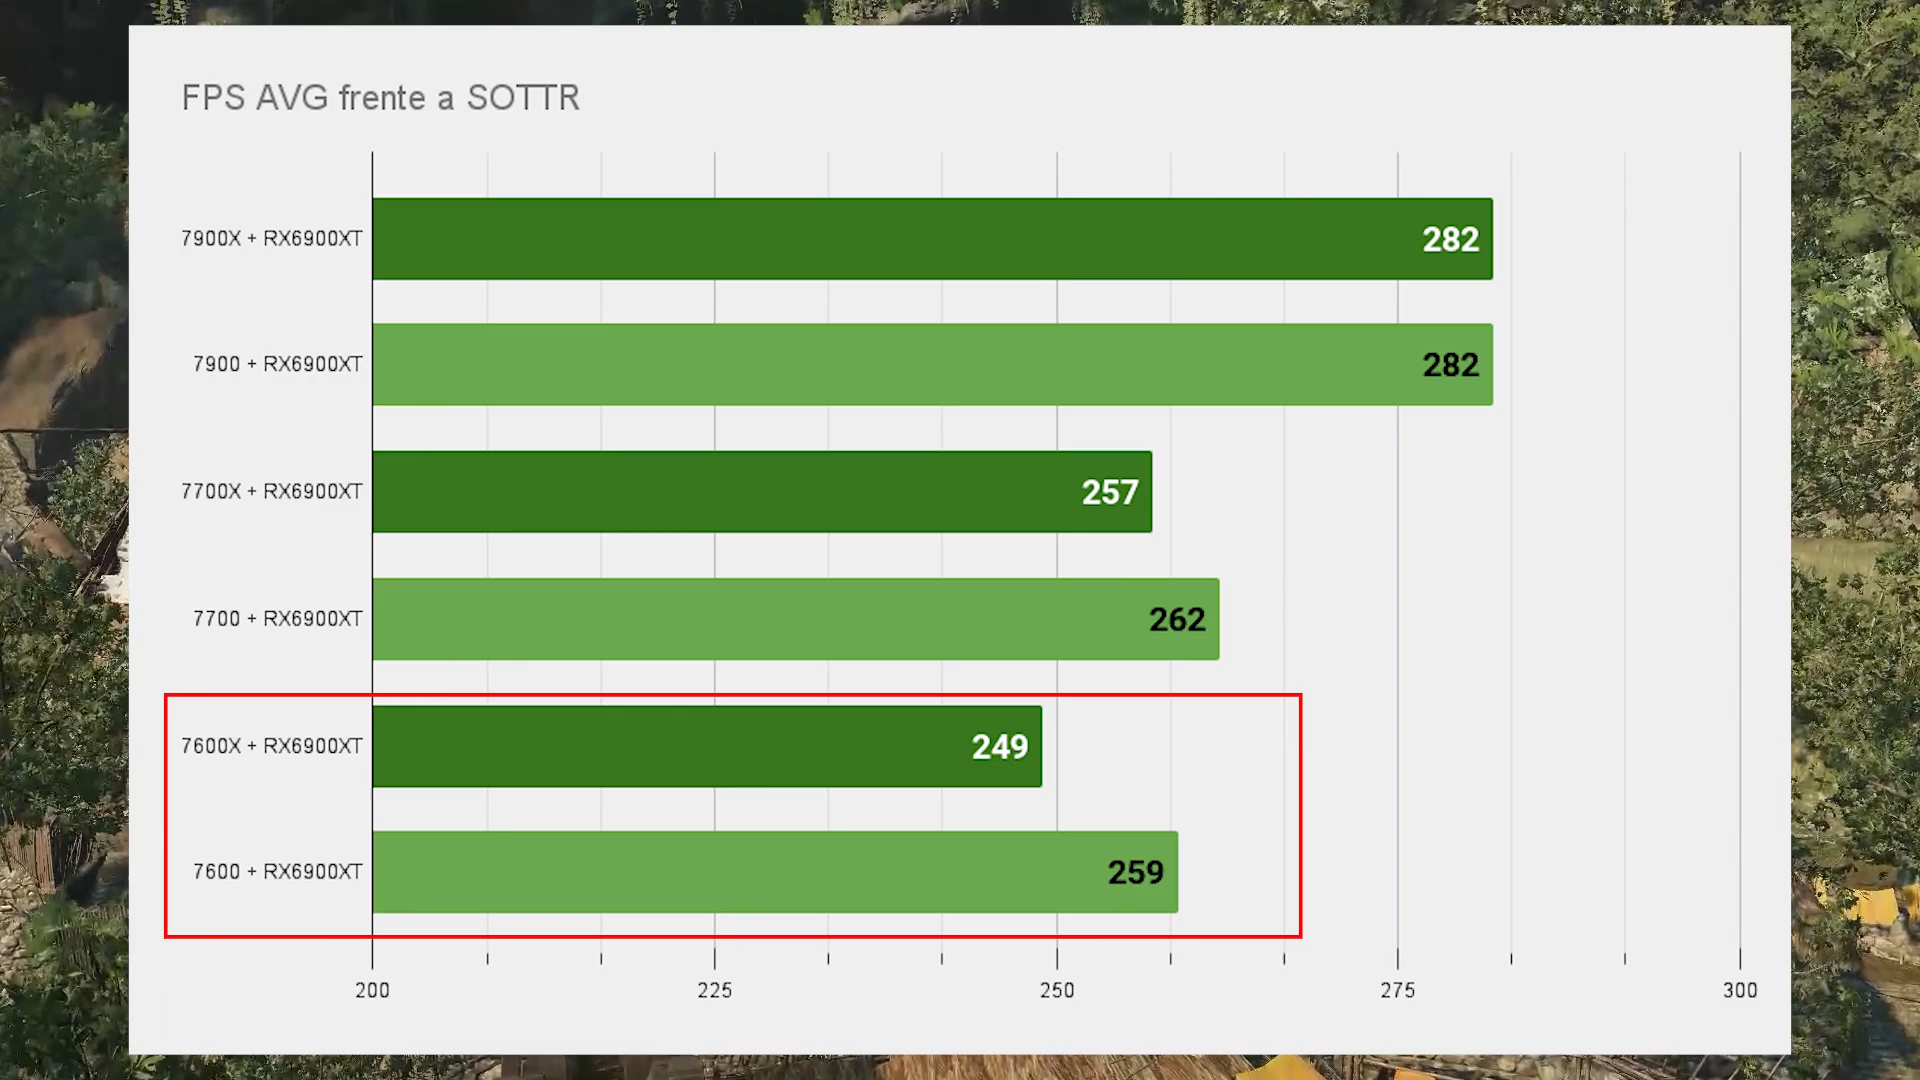 FPS AVG frente a SOTTR
7900X + RX6900XT 282
7900 + RX6900XT 282
7700X + RX6900XT 257
7700 + RX6900XT 262
7600X + RX6900XT 249
7600 + RX6900XT 259
200 225 250 275 300